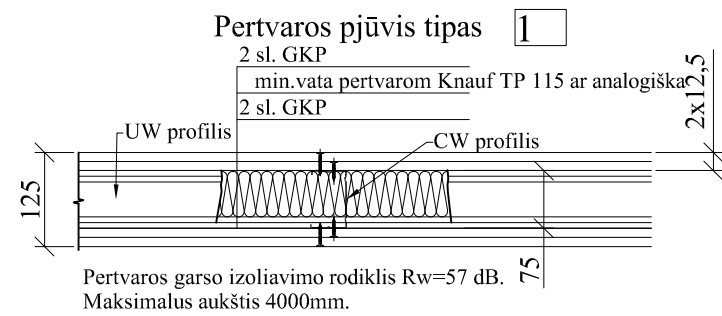 Pertvaros pjūvis tipas 1
2 sl. GKP
min.vata pertvarom Knauf TP 115 ar analogiška
2 sl. GKP
2x12,5
UW profilis
CW profilis
125
75
Pertvaros garso izoliavimo rodiklis Rw=57 dB.
Maksimalus aukštis 4000mm.